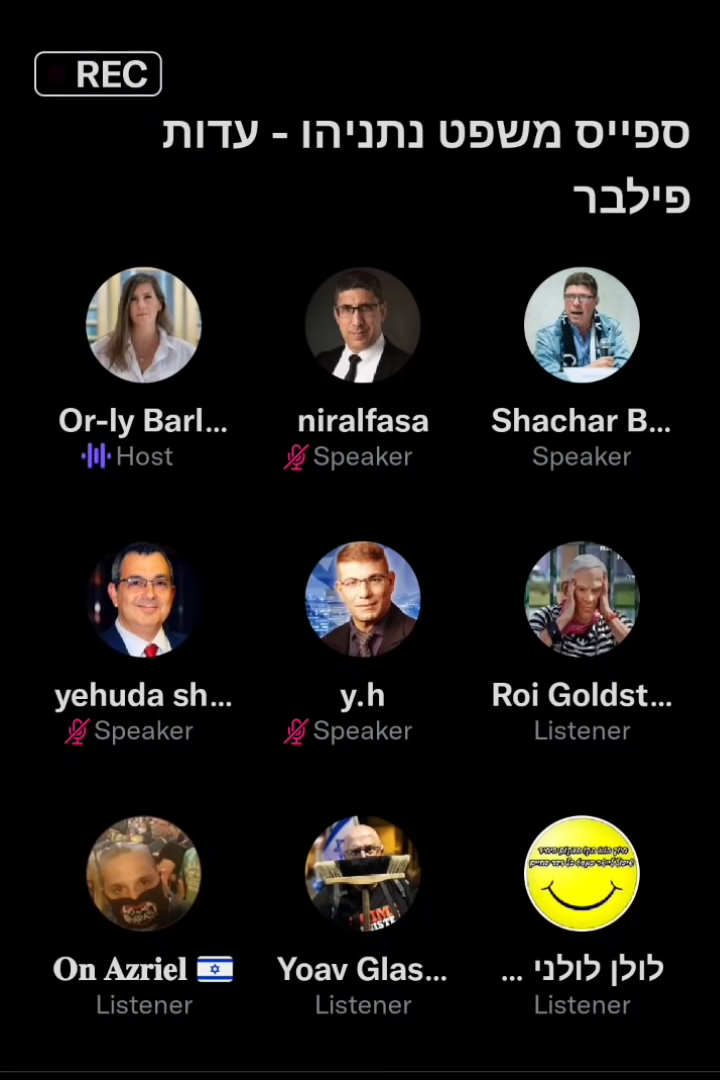 REC
ספייס משפט נתניהו - עדות
פילבר
Or-ly Barl...
niralfasa
Shachar B...
Host
Speaker
Speaker
yehuda sh...
y.h
Roi Goldst...
Speaker
Speaker
Listener
On Azriel
Yoav Glas...
לולן לולני ...
Listener
Listener
Listener